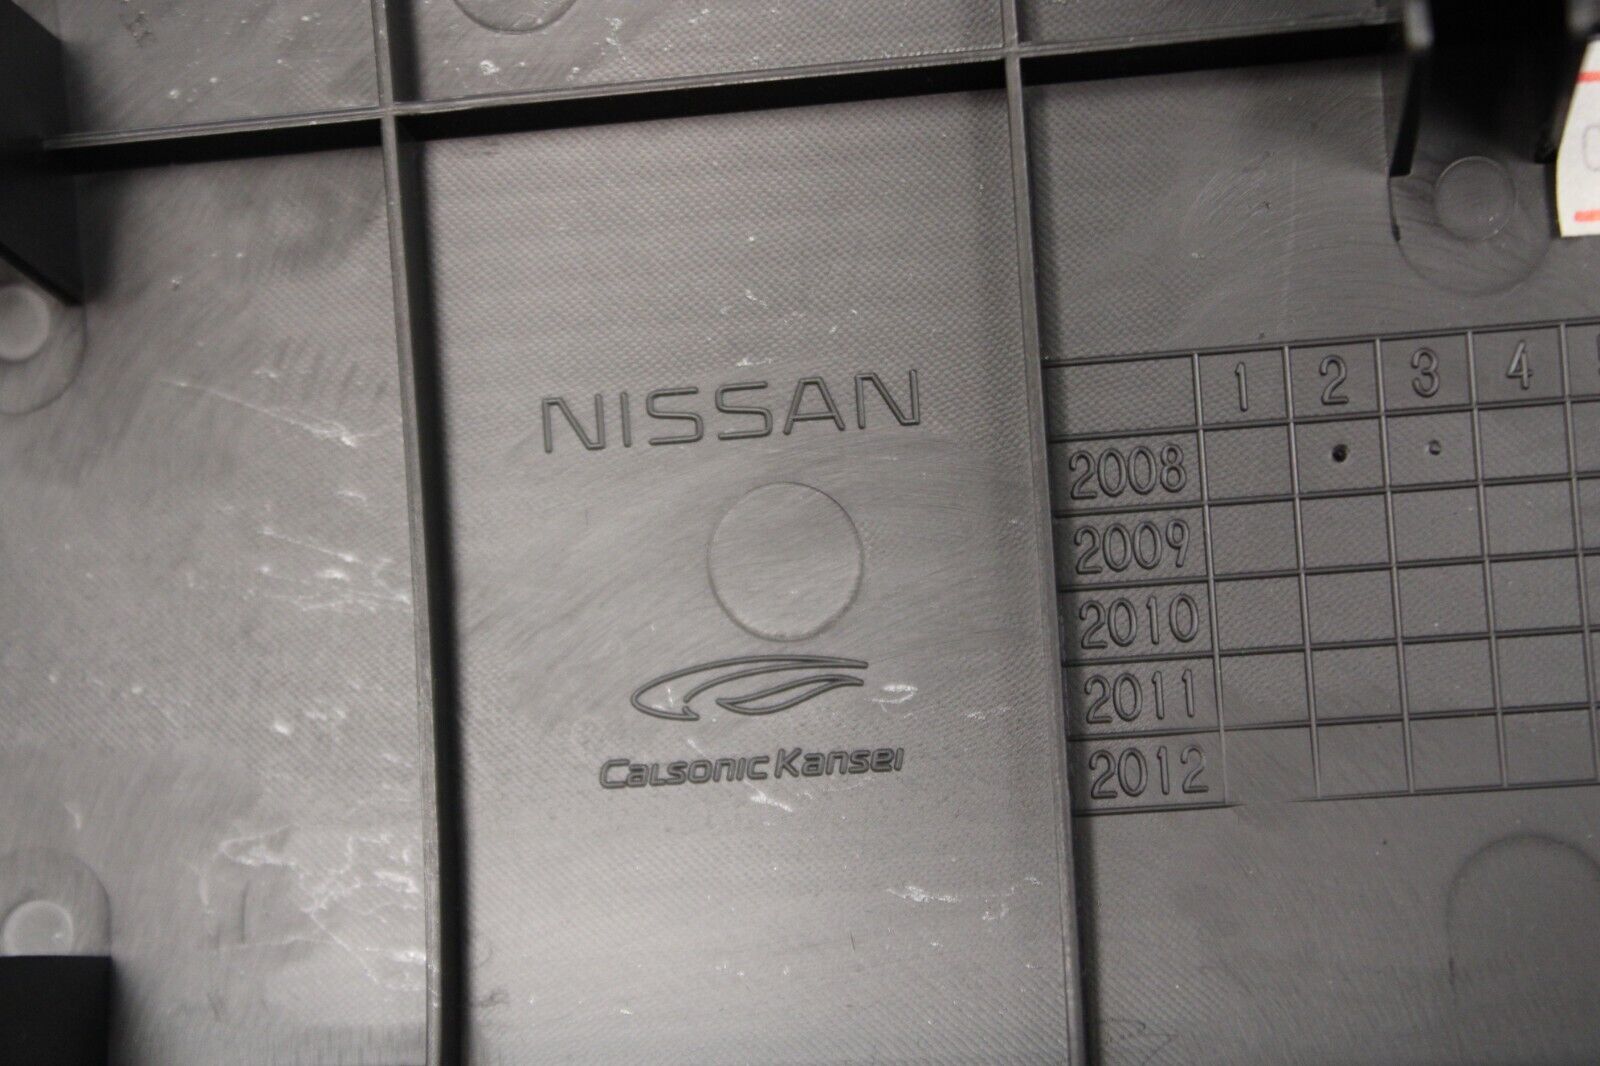 NISSAN
CALSONIC KANSEI
1 2 3 4
2008
2009
2010
2011
2012